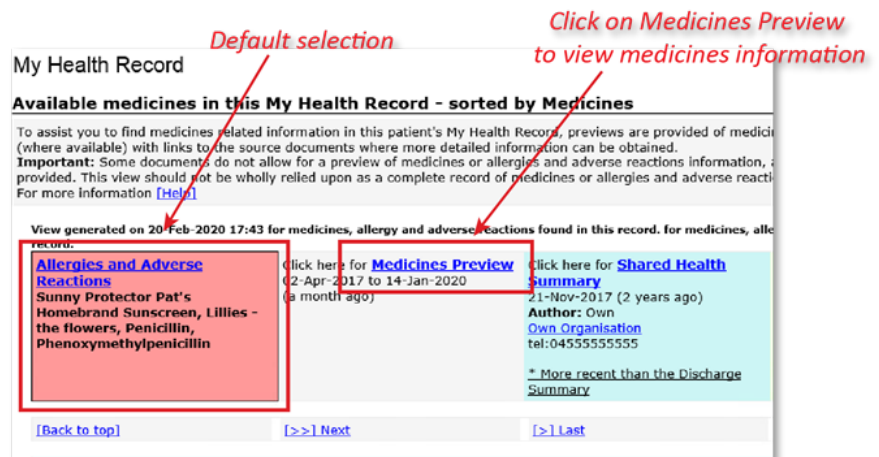 Click on Medicines Preview
to view medicines information
Default selection
My Health Record
Available medicines in this My Health Record - sorted by Medicines
To assist you to find medicines related information in this patient's My Health Record, previews are provided of
(where available) with links to the source documents where more detailed information can be obtained.
Important: Some documents do not allow for a preview of medicines or allergies and adverse reactions information,
provided. This view should not be wholly relied upon as a complete record of medicines or allergies and adverse
For more information [Help]
View generated on 20-Feb-2020 17:43 for medicines, allergy and adverse reactions found in this record. for medicines,
record.
Allergies and Adverse
Reactions
Sunny Protector Pat's
Homebrand Sunscreen, Lillies -
the flowers, Penicillin,
Phenoxymethylpenicillin
Click here for Medicines Preview
02-Apr-2017 to 14-Jan-2020
(a month ago)
Click here for Shared Health
Summary
21-Nov-2017 (2 years ago)
Author: Own
Own Organisation
tel:04555555555
* More recent than the Discharge
Summary
[Back to top]
[>>] Next
[>] Last